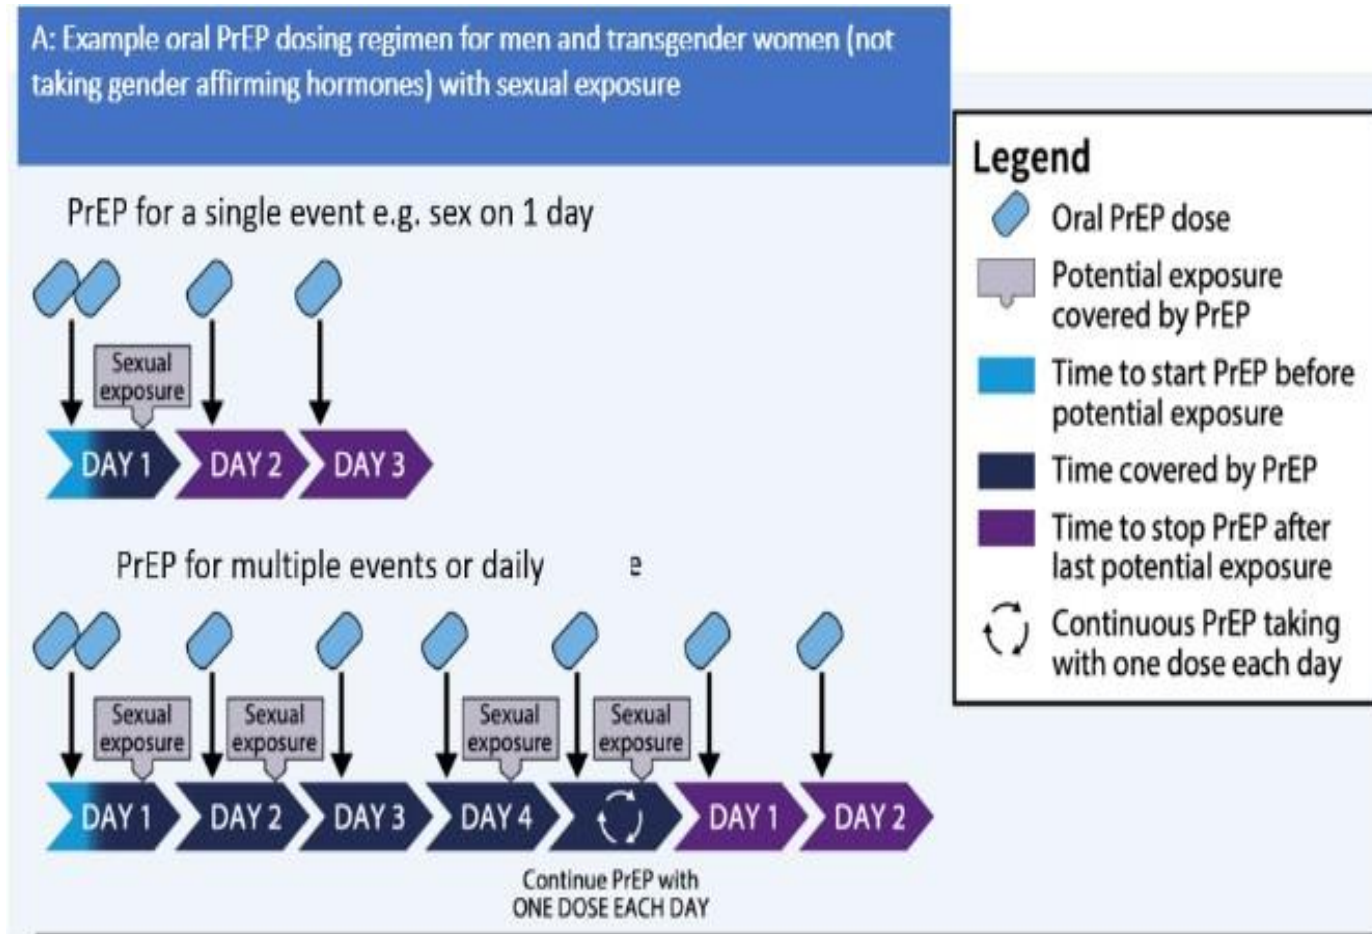 A: Example oral PrEP dosing regimen for men and transgender women (not
taking gender affirming hormones) with sexual exposure
PrEP for a single event e.g. sex on 1 day
Sexual
exposure
DAY 1
DAY 2
DAY 3
PrEP for multiple events or daily e
Sexual
exposure
Sexual
exposure
Sexual
exposure
Sexual
exposure
DAY 1
DAY 2
DAY 3
DAY 4
DAY 1
DAY 2
Continue PrEP with
ONE DOSE EACH DAY
Legend
Oral PrEP dose
Potential exposure
covered by PrEP
Time to start PrEP before
potential exposure
Time covered by PrEP
Time to stop PrEP after
last potential exposure
Continuous PrEP taking
with one dose each day